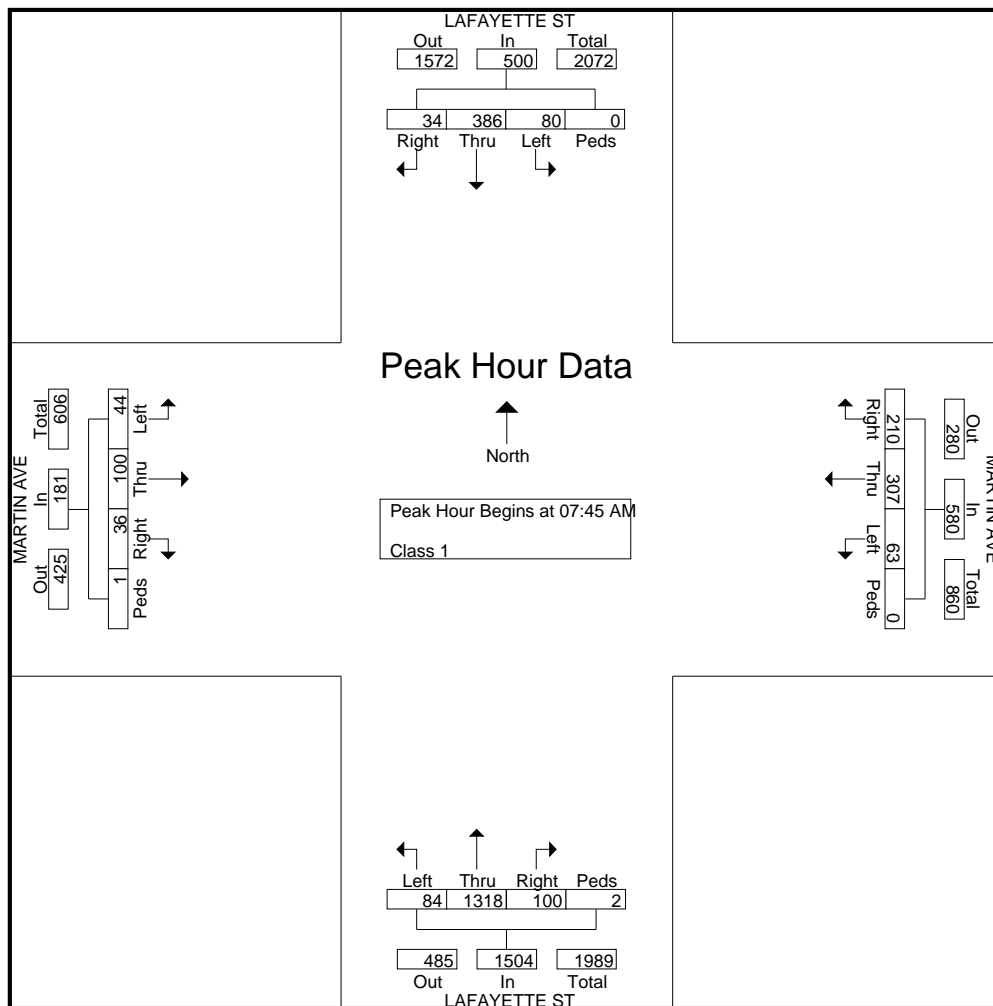 LAFAYETTE ST
Out In Total
1572 500 2072
34 386 80 0
Right Thru Left Peds
Peak Hour Data
North
Peak Hour Begins at 07:45 AM
Class 1
MARTIN AVE
Total In Out
606 181 425
44 100 36 1
Left Thru Right Peds
Right Thru Left Peds
210 307 63 0
Out In Total
280 580 860
MARTIN AVE
Left Thru Right Peds
84 1318 100 2
485 1504 1989
Out In Total
LAFAYETTE ST